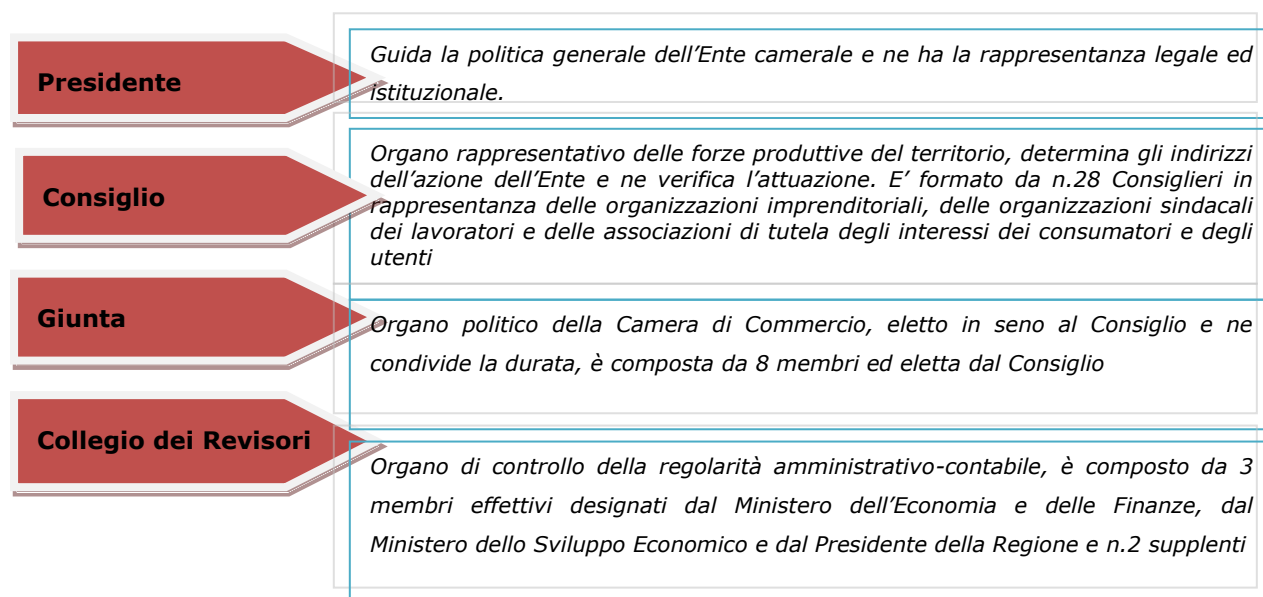 Presidente
Guida la politica generale dell’Ente camerale e ne ha la rappresentanza legale ed
istituzionale.
Consiglio
Organo rappresentativo delle forze produttive del territorio, determina gli indirizzi
dell’azione dell’Ente e ne verifica l’attuazione. E’ formato da n.28 Consiglieri in
rappresentanza delle organizzazioni imprenditoriali, delle organizzazioni sindacali
dei lavoratori e delle associazioni di tutela degli interessi dei consumatori e degli
utenti
Giunta
Organo politico della Camera di Commercio, eletto in seno al Consiglio e ne
condivide la durata, è composta da 8 membri ed eletta dal Consiglio
Collegio dei Revisori
Organo di controllo della regolarità amministrativo-contabile, è composto da 3
membri effettivi designati dal Ministero dell’Economia e delle Finanze, dal
Ministero dello Sviluppo Economico e dal Presidente della Regione e n.2 supplenti